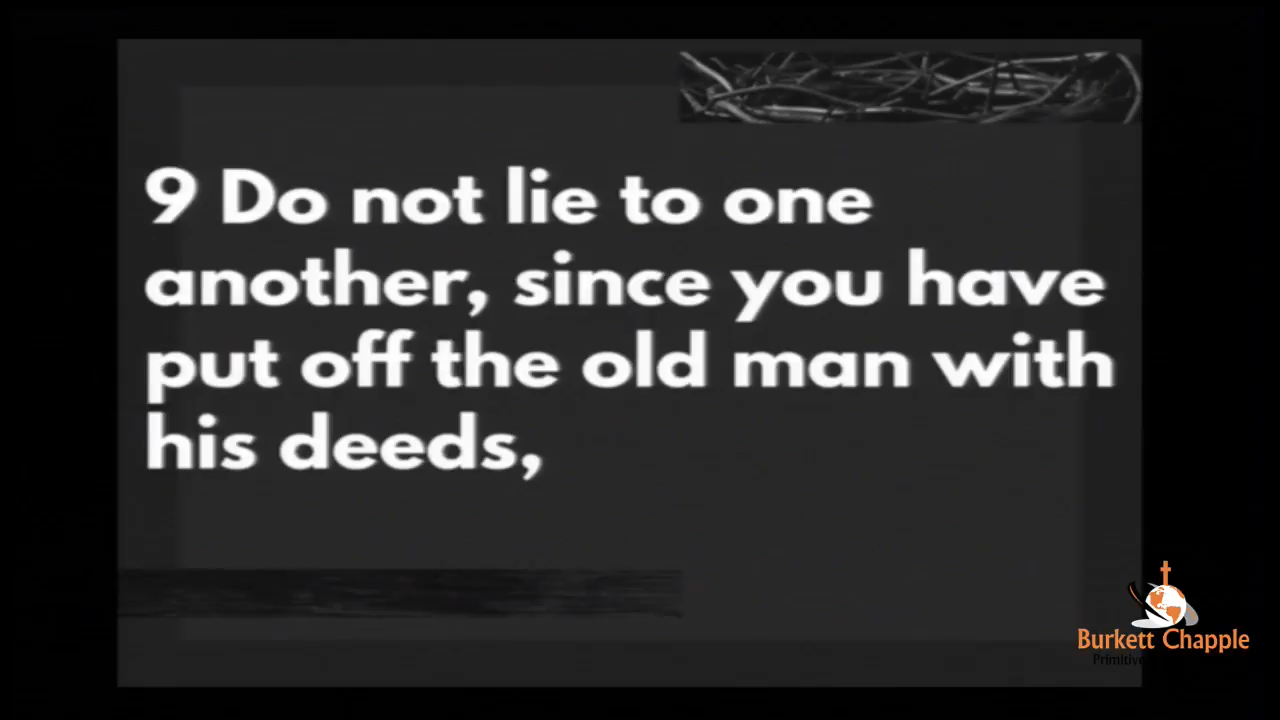 9 Do not lie to one
another, since you have
put off the old man with
his deeds,
Burkett Chapple
Primitive